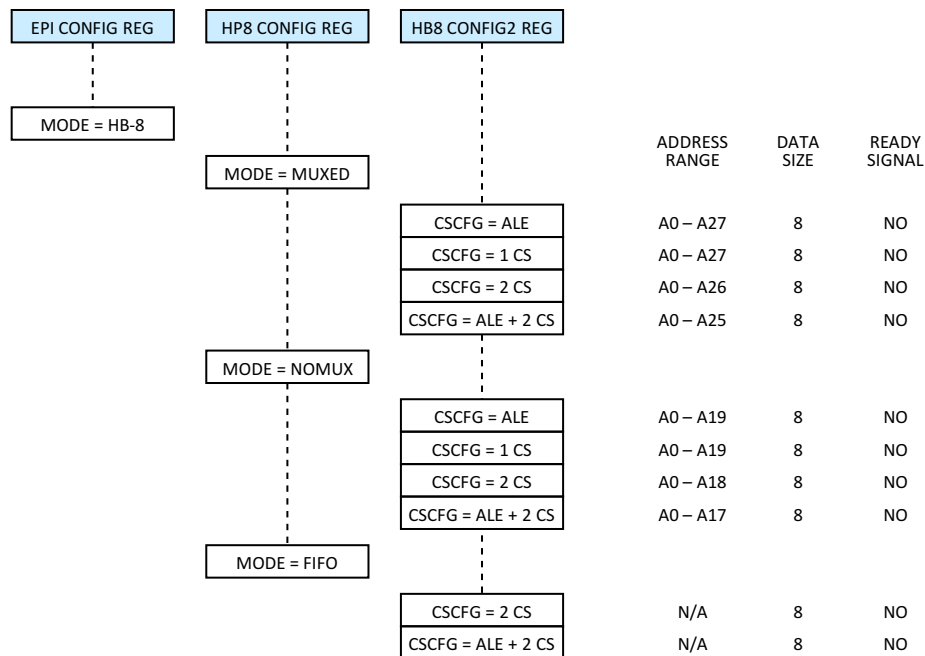 EPI CONFIG REG HP8 CONFIG REG HB8 CONFIG2 REG
MODE = HB-8
ADDRESS RANGE DATA SIZE READY SIGNAL
MODE = MUXED
CSCFG = ALE A0 – A27 8 NO
CSCFG = 1 CS A0 – A27 8 NO
CSCFG = 2 CS A0 – A26 8 NO
CSCFG = ALE + 2 CS A0 – A25 8 NO
MODE = NOMUX
CSCFG = ALE A0 – A19 8 NO
CSCFG = 1 CS A0 – A19 8 NO
CSCFG = 2 CS A0 – A18 8 NO
CSCFG = ALE + 2 CS A0 – A17 8 NO
MODE = FIFO
CSCFG = 2 CS N/A 8 NO
CSCFG = ALE + 2 CS N/A 8 NO